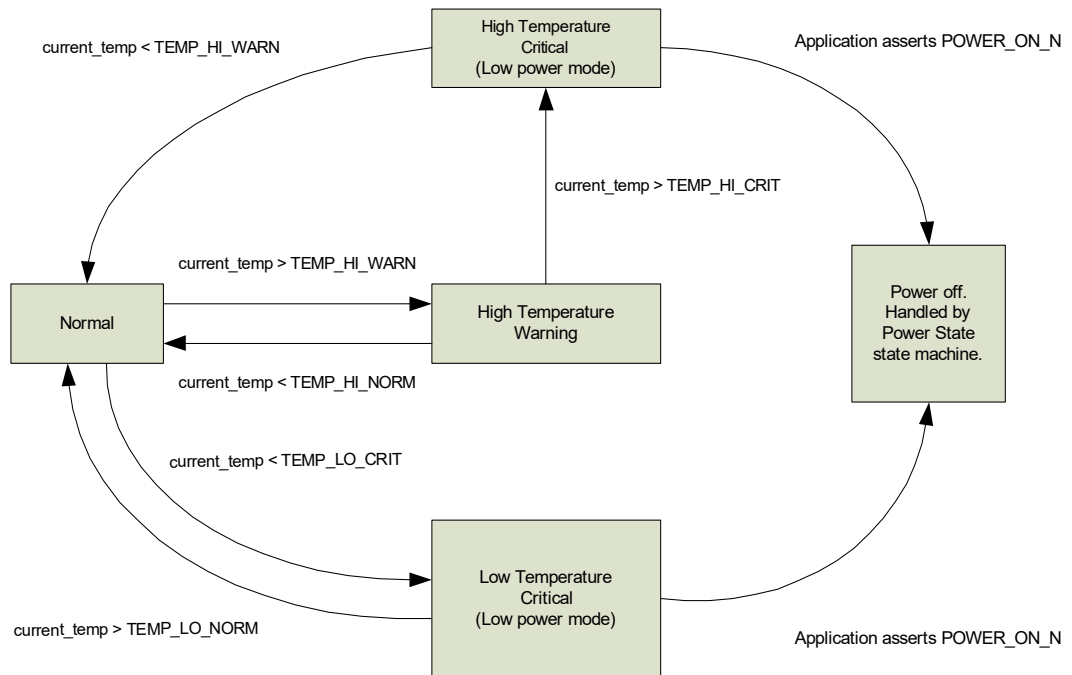 High Temperature
Critical
(Low power mode)
current_temp < TEMP_HI_WARN
Application asserts POWER_ON_N
current_temp > TEMP_HI_CRIT
current_temp > TEMP_HI_WARN
Normal
High Temperature
Warning
Power off.
Handled by
Power State
state machine.
current_temp < TEMP_HI_NORM
current_temp < TEMP_LO_CRIT
Low Temperature
Critical
(Low power mode)
current_temp > TEMP_LO_NORM
Application asserts POWER_ON_N